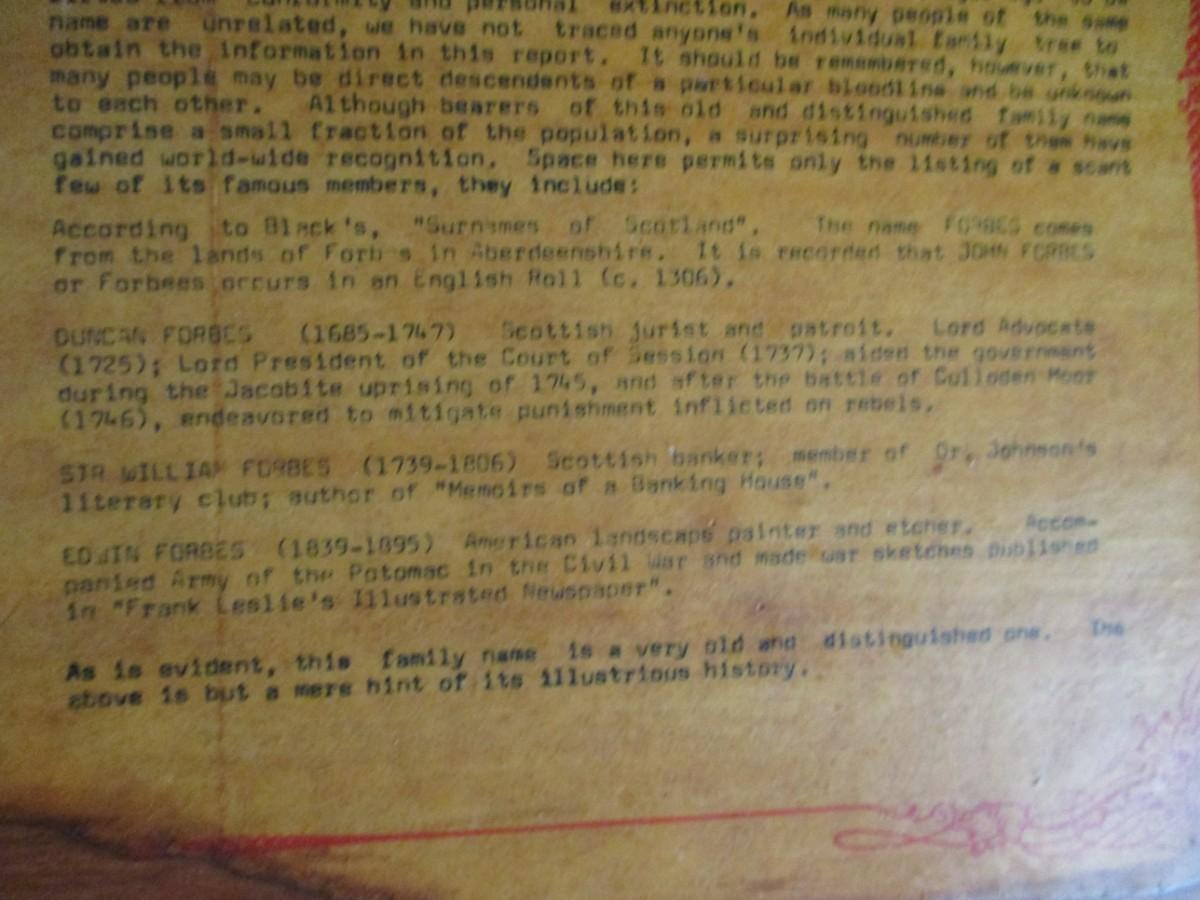 conformity and personal extinction. As many people of the same
name are unrelated, we have not traced anyone's individual family tree to
obtain the information in this report. It should be remembered, however, that
many people may be direct descendents of a particular bloodline and be unknown
to each other. Although bearers of this old and distinguished family name
comprise a small fraction of the population, a surprising number of them have
gained world-wide recognition. Space here permits only the listing of a scant
few of its famous members, they include:
According to Black's, "Surnames of Scotland". The name FORBES comes
from the lands of Forbes in Aberdeenshire. It is recorded that JOHN FORBES
or Forbees occurs in an English Roll (c. 1306).
DUNCAN FORBES (1685-1747) Scottish jurist and patroit. Lord Advocate
(1725); Lord President of the Court of Session (1737); aided the government
during the Jacobite uprising of 1745, and after the battle of Culloden Moor
(1746), endeavored to mitigate punishment inflicted on rebels.
SIR WILLIAM FORBES (1739-1806) Scottish banker; member of Dr. Johnson's
literary club; author of "Memoirs of a Banking House".
EDWIN FORBES (1839-1895) American landscape painter and etcher. Accom-
panied Army of the Potomac in the Civil War and made war sketches published
in "Frank Leslie's Illustrated Newspaper".
As is evident, this family name is a very old and distinguished one. The
above is but a mere hint of its illustrious history.